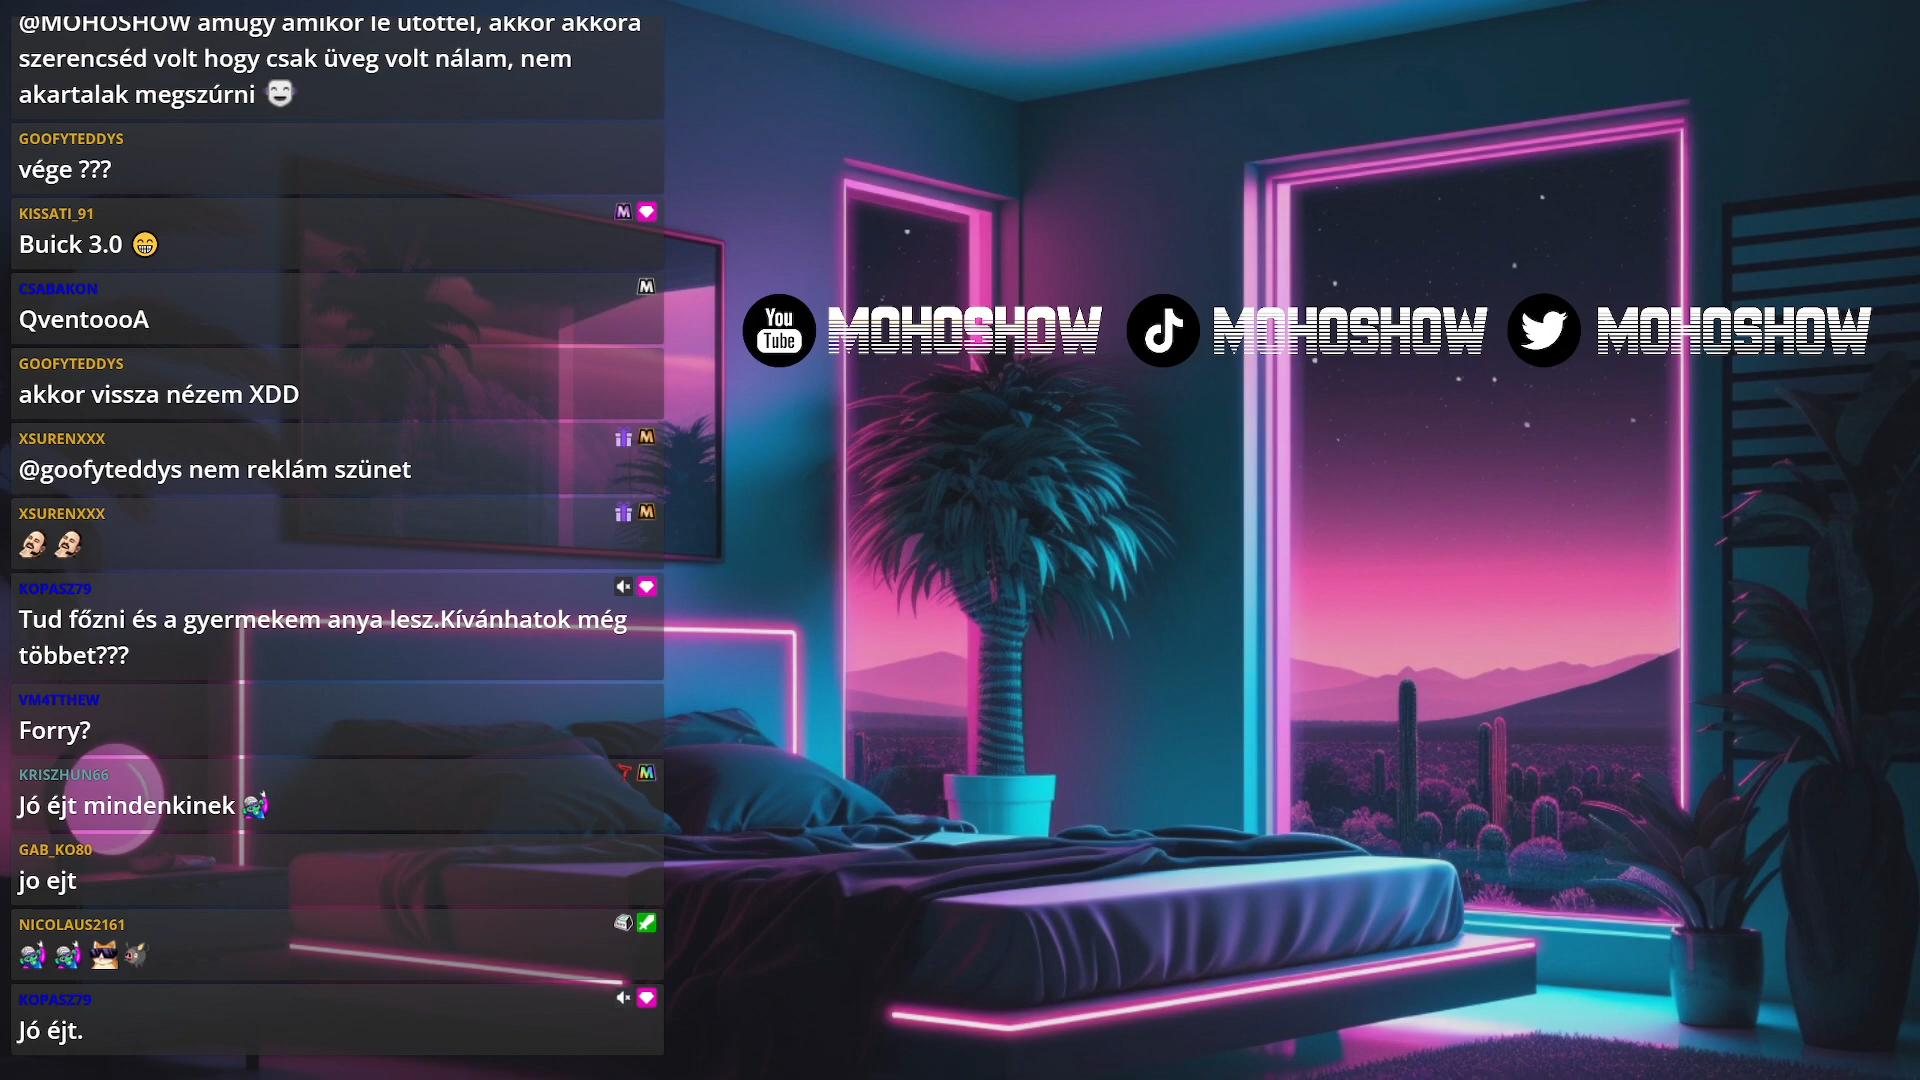 @MOHOSHOW amúgy amikor le ütöttél, akkor akkora
szerencséd volt hogy csak üveg volt nálam, nem
akartalak megszúrni
GOOFYTEDDYS
vége ???
KISSATI_91
Buick 3.0
CSABAKON
QventoooA
GOOFYTEDDYS
akkor vissza nézem XDD
XSURENXXX
@goofyteddys nem reklám szünet
XSURENXXX
KOPASZ79
Tud főzni és a gyermekem anya lesz.Kívánhatok még
többet???
VM4TTHEW
Forry?
KRISZHUN66
Jó éjt mindenkinek
GAB_KO80
jo ejt
NICOLAUS2161
KOPASZ79
Jó éjt.
You
Tube
MOHOSHOW
MOHOSHOW
MOHOSHOW